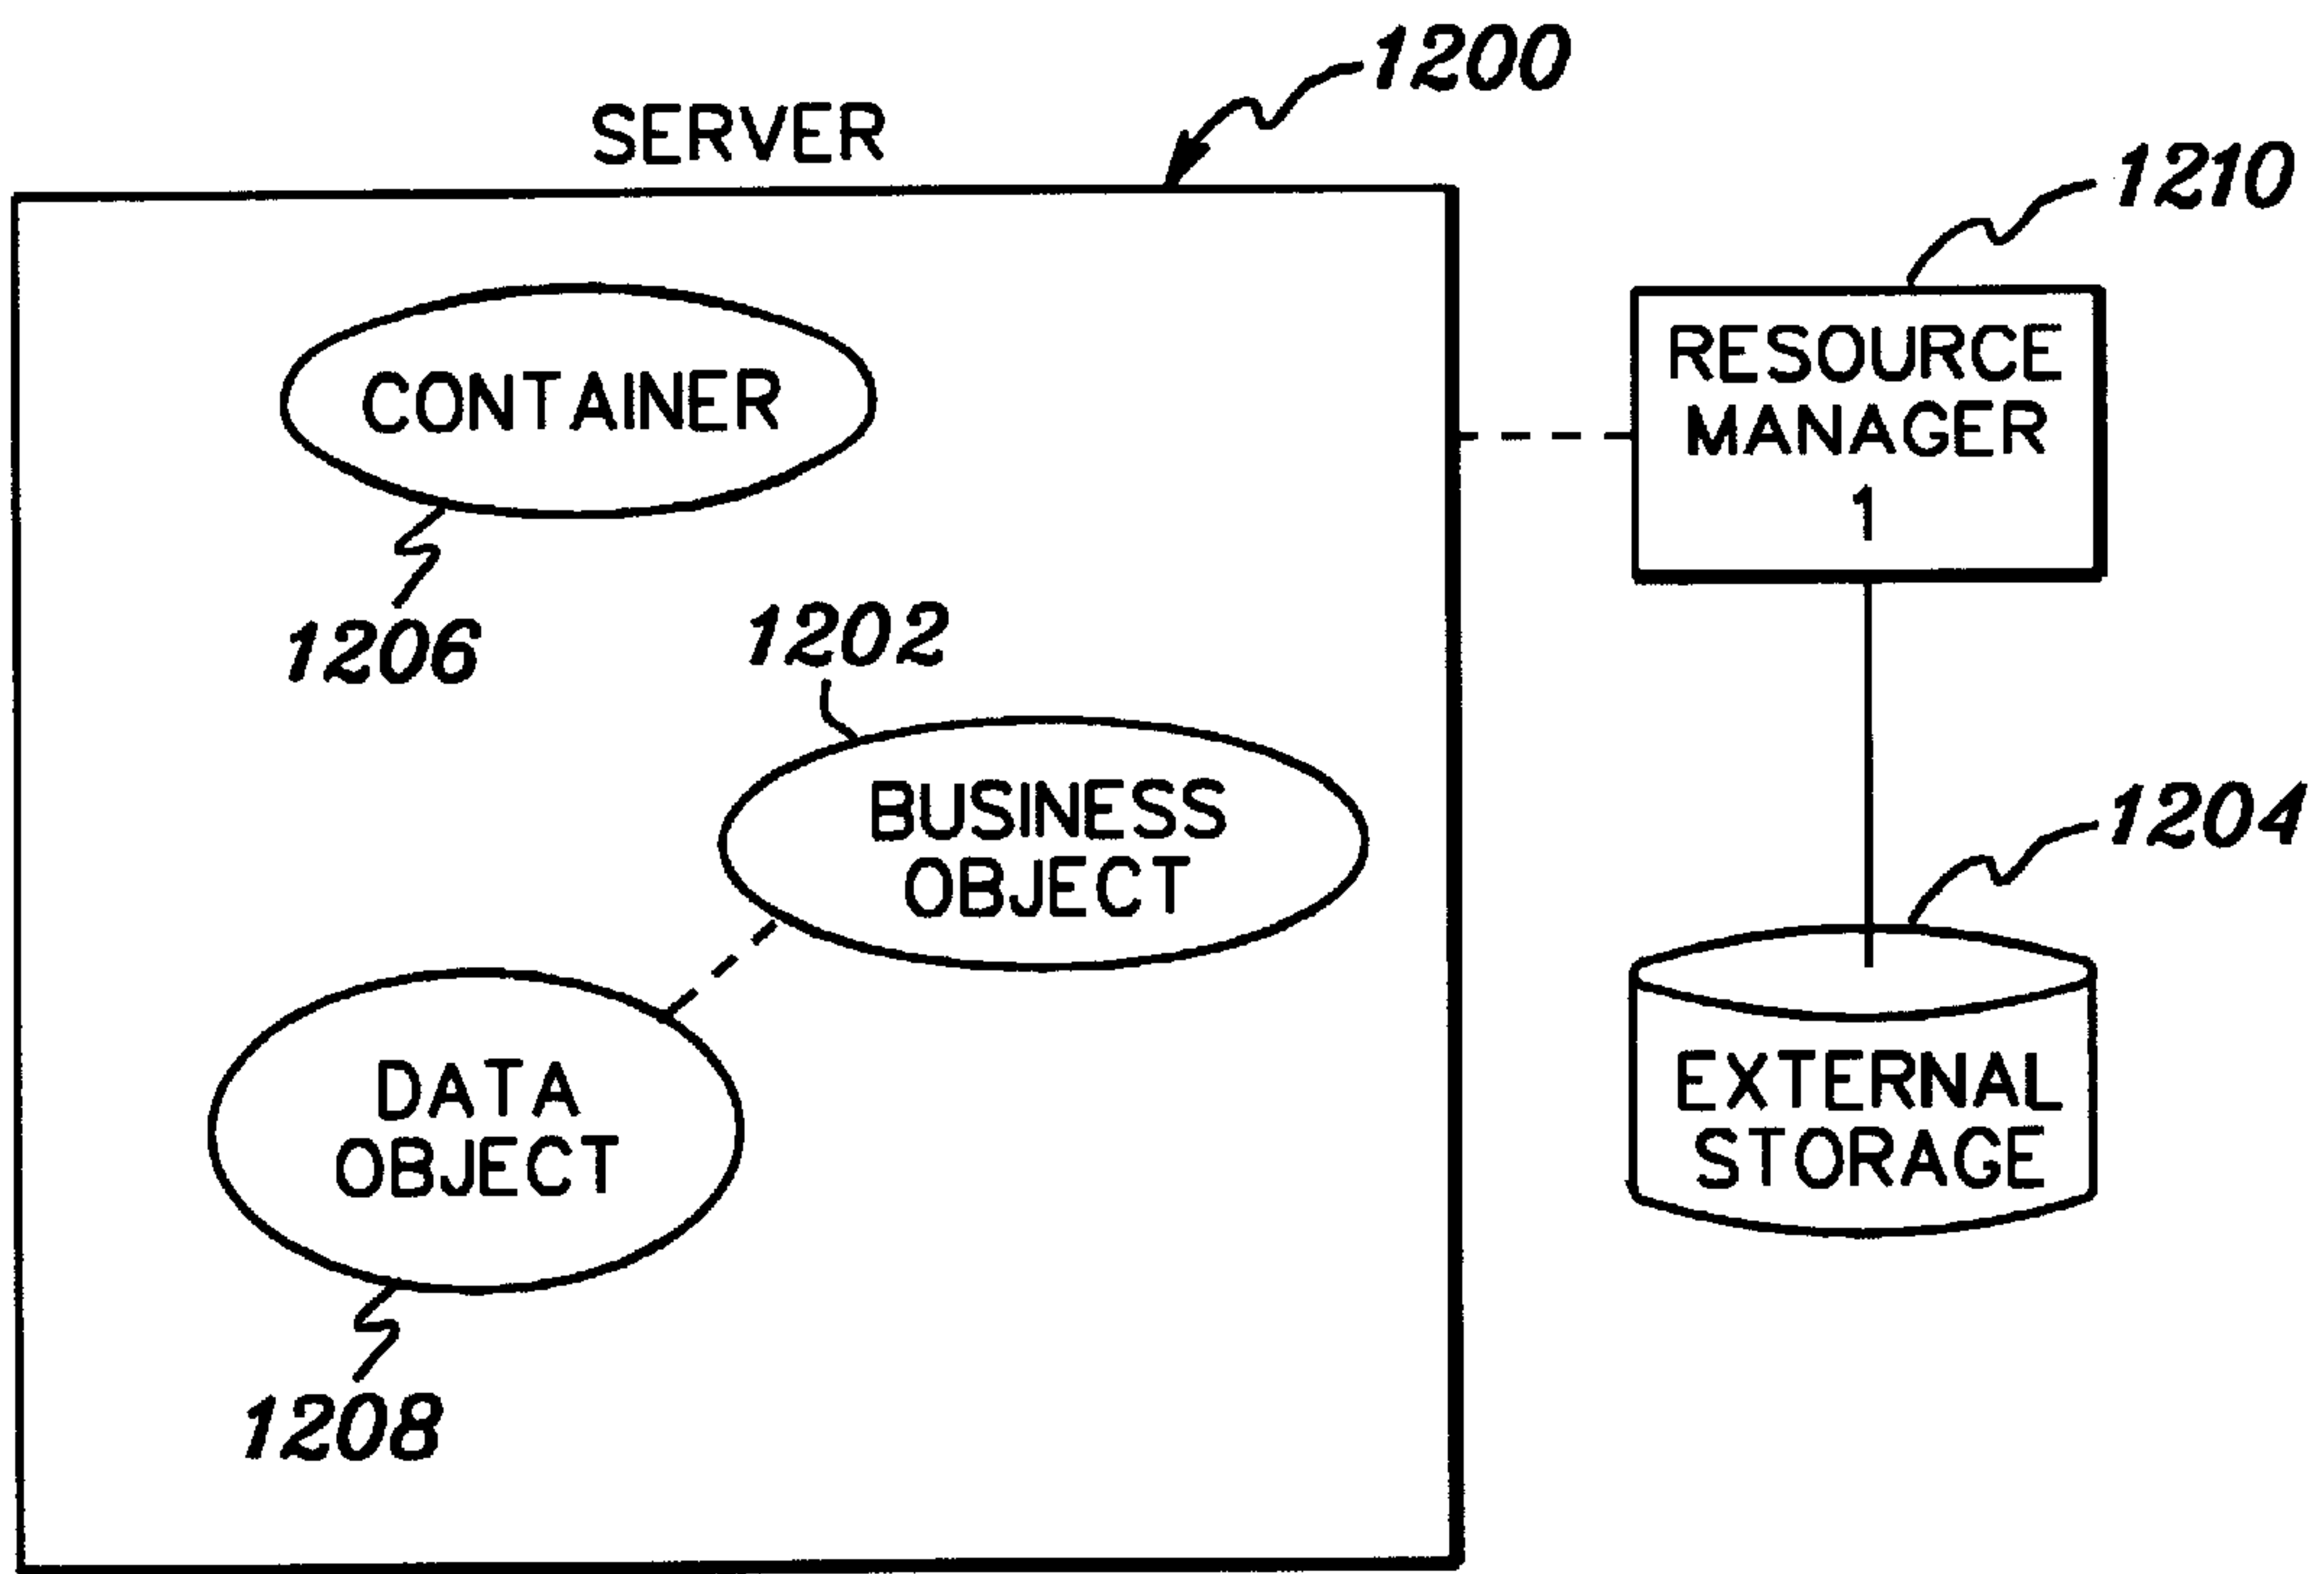 1200
SERVER
1210
RESOURCE
MANAGER
1
CONTAINER
1206
1202
BUSINESS
OBJECT
1204
EXTERNAL
STORAGE
DATA
OBJECT
1208